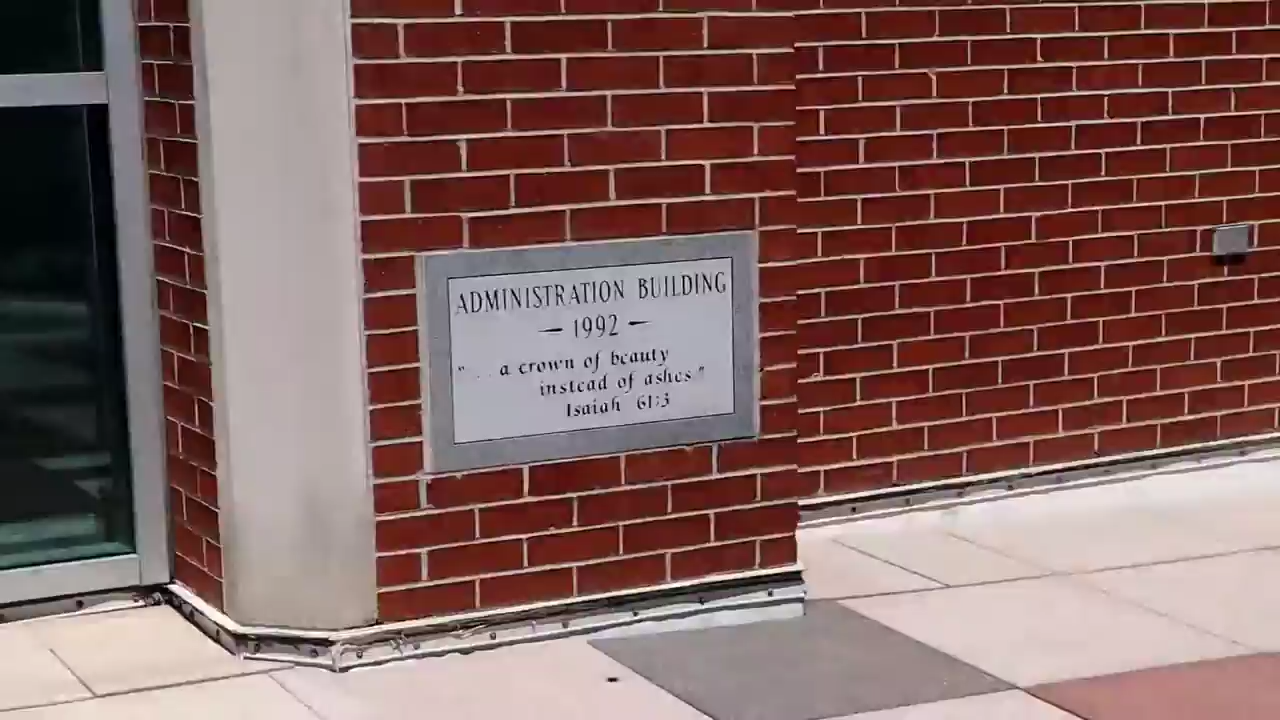 ADMINISTRATION BUILDING
— 1992 —
" . . . a crown of beauty
instead of ashes "
Isaiah 61:3